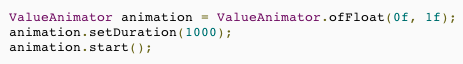 ValueAnimator animation = ValueAnimator.ofFloat(0f, 1f);
animation.setDuration(1000);
animation.start();